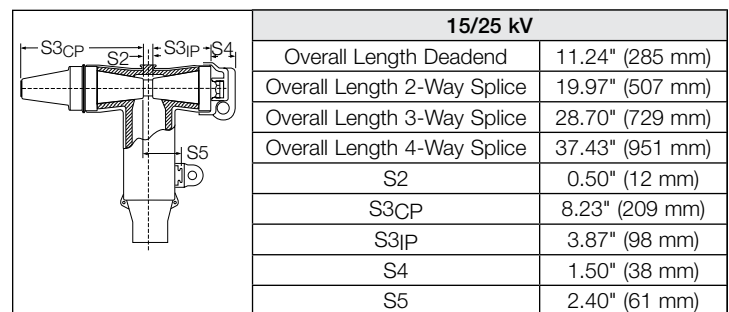 S3CP
S3IP
S4
S2
S5
15/25 kV
Overall Length Deadend 11.24" (285 mm)
Overall Length 2-Way Splice 19.97" (507 mm)
Overall Length 3-Way Splice 28.70" (729 mm)
Overall Length 4-Way Splice 37.43" (951 mm)
S2 0.50" (12 mm)
S3CP 8.23" (209 mm)
S3IP 3.87" (98 mm)
S4 1.50" (38 mm)
S5 2.40" (61 mm)